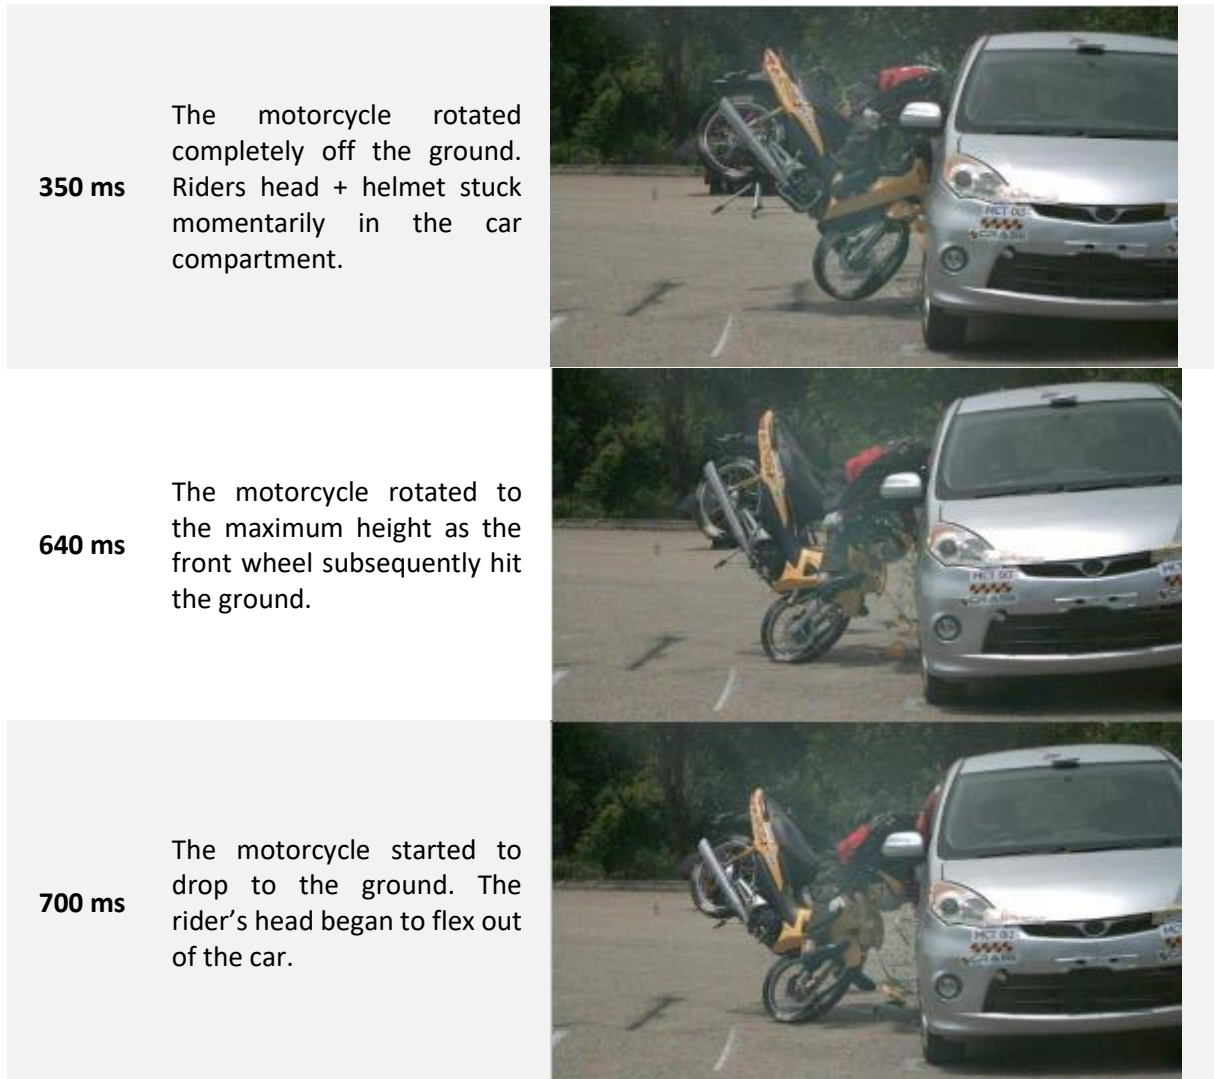 350 ms
The motorcycle rotated
completely off the ground.
Riders head + helmet stuck
momentarily in the car
compartment.
640 ms
The motorcycle rotated to
the maximum height as the
front wheel subsequently hit
the ground.
700 ms
The motorcycle started to
drop to the ground. The
rider’s head began to flex out
of the car.